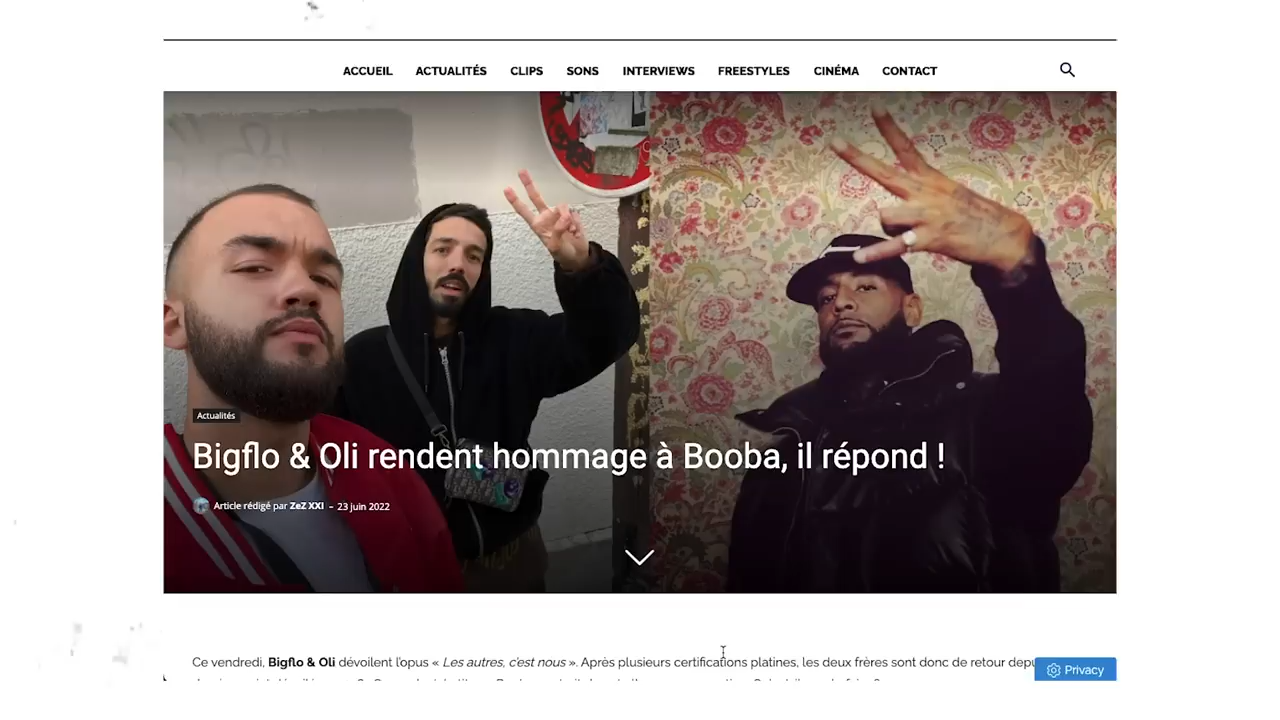 ACCUEIL ACTUALITÉS CLIPS SONS INTERVIEWS FREESTYLES CINÉMA CONTACT
Actualités
Bigflo & Oli rendent hommage à Booba, il répond !
Article rédigé par ZeZ XXI - 23 juin 2022
Ce vendredi, Bigflo & Oli dévoilent l'opus « Les autres, c'est nous ». Après plusieurs certifications platines, les deux frères sont donc de retour
Privacy